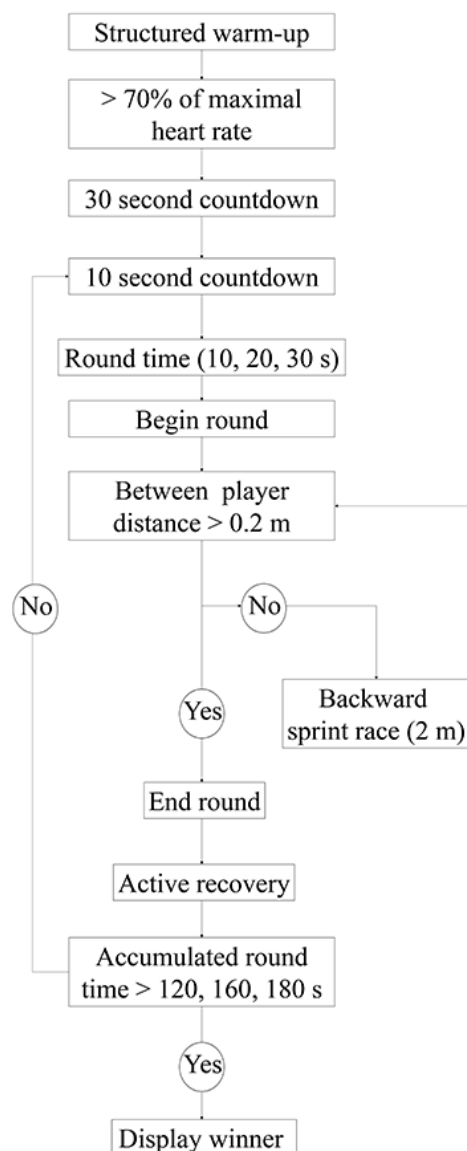 Structured warm-up
> 70% of maximal
heart rate
30 second countdown
10 second countdown
Round time (10, 20, 30 s)
Begin round
Between player
distance > 0.2 m
No
No
Backward
sprint race (2 m)
Yes
End round
Active recovery
Accumulated round
time > 120, 160, 180 s
Yes
Display winner